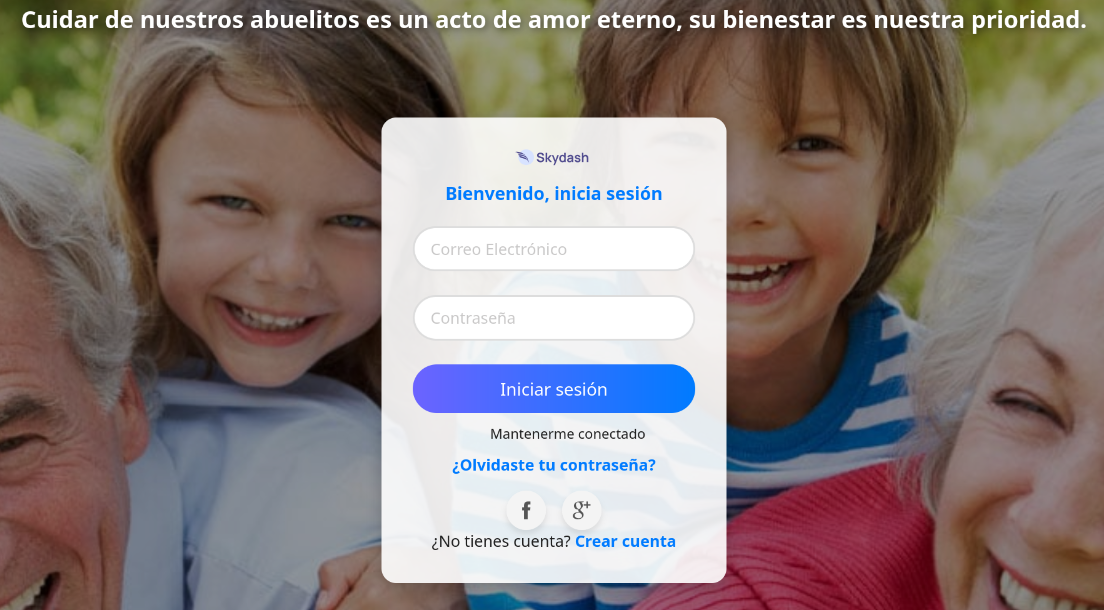 Cuidar de nuestros abuelitos es un acto de amor eterno, su bienestar es nuestra prioridad.
Skydash
Bienvenido, inicia sesión
Correo Electrónico
Contraseña
Iniciar sesión
Mantenerme conectado
¿Olvidaste tu contraseña?
f g+
¿No tienes cuenta? Crear cuenta